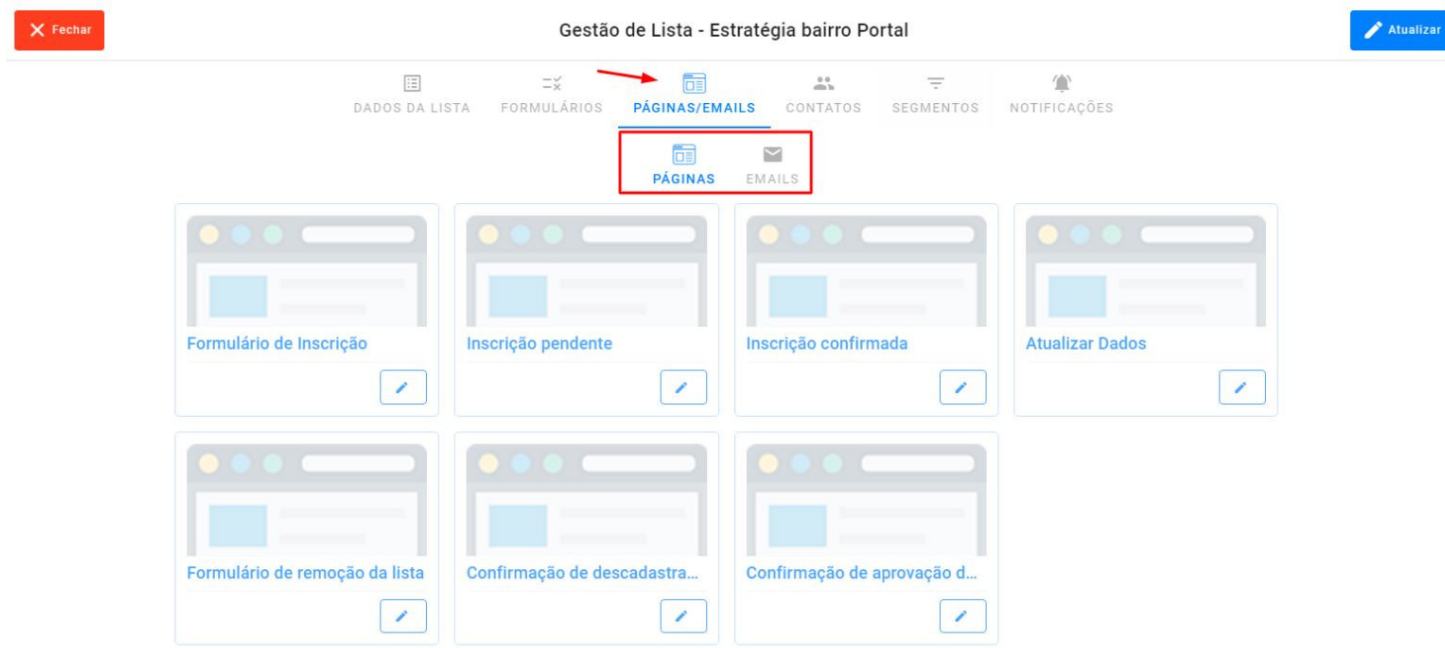 Fechar
Gestão de Lista - Estratégia bairro Portal
Atualizar
DADOS DA LISTA
FORMULÁRIOS
PÁGINAS/EMAILS
CONTATOS
SEGMENTOS
NOTIFICAÇÕES
PÁGINAS
EMAILS
Formulário de Inscrição
Inscrição pendente
Inscrição confirmada
Atualizar Dados
Formulário de remoção da lista
Confirmação de descadastra...
Confirmação de aprovação d...